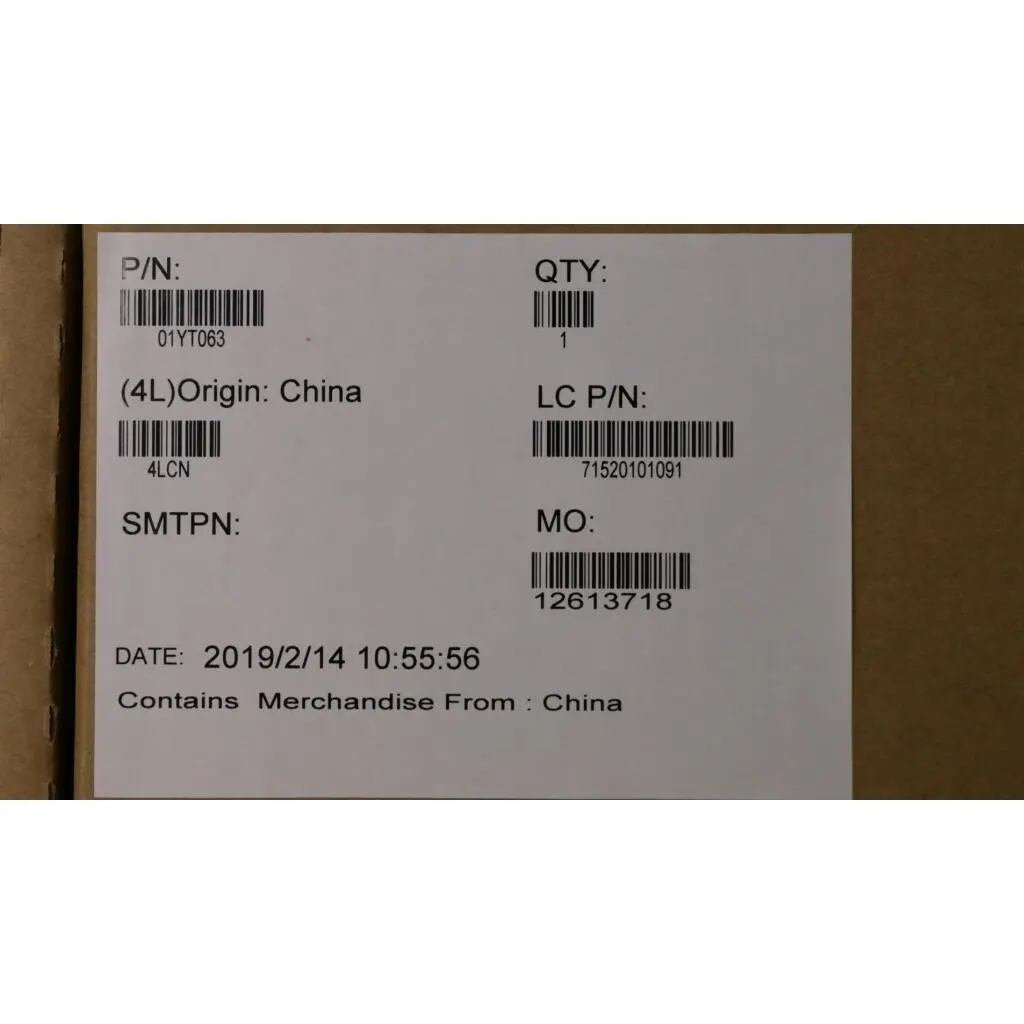 P/N:
01YT063
QTY:
1
(4L)Origin: China
4LCN
LC P/N:
71520101091
SMTPN:
MO:
12613718
DATE: 2019/2/14 10:55:56
Contains Merchandise From : China